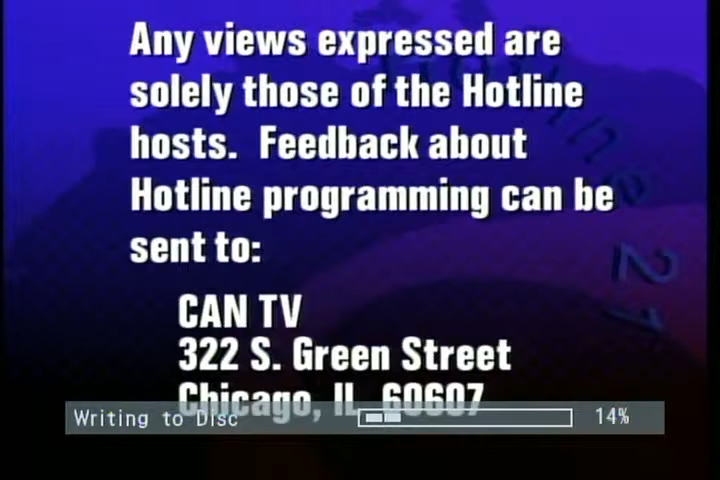 Any views expressed are
solely those of the Hotline
hosts.  Feedback about
Hotline programming can be
sent to:
CAN TV
322 S. Green Street
Chicago, IL  60607
Writing to Disc 14%
21